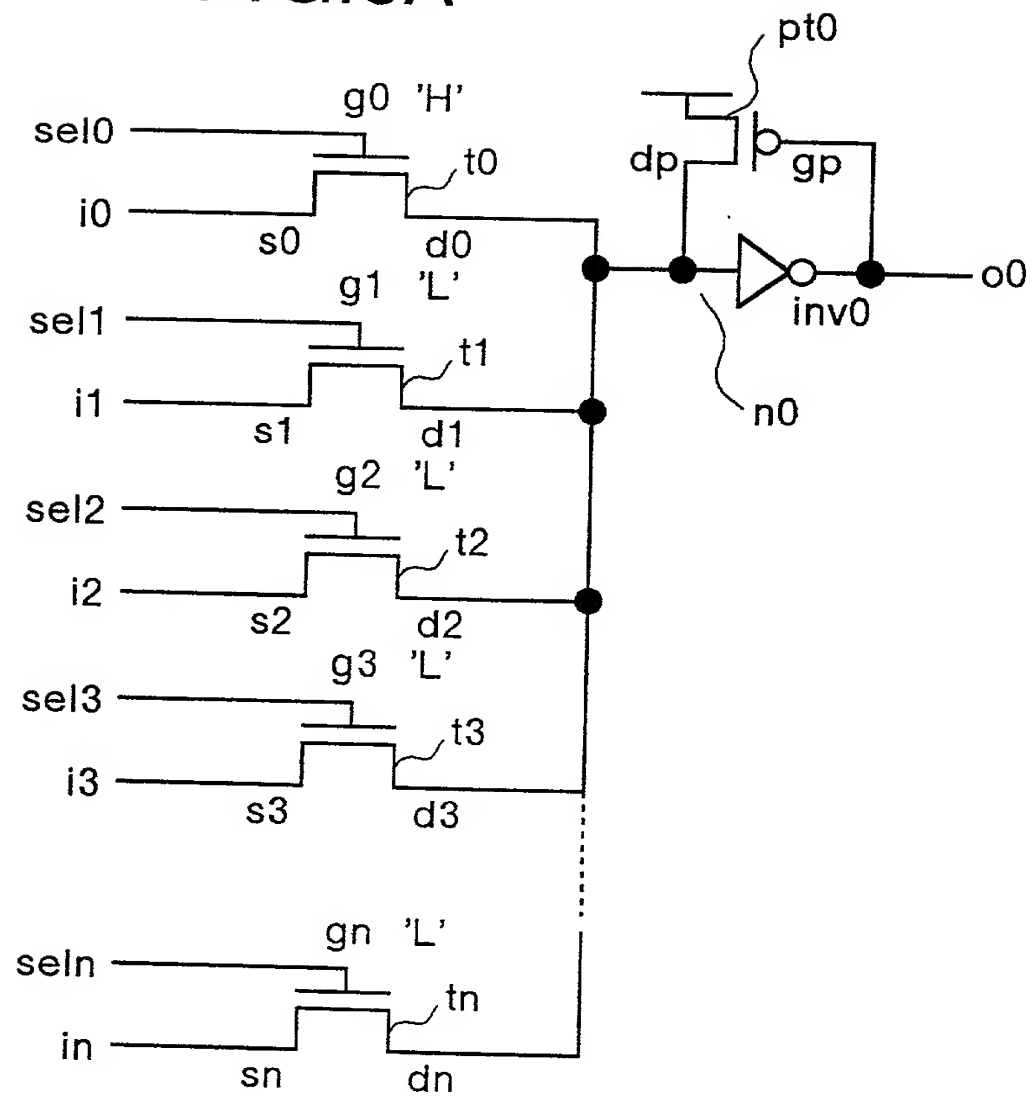 pt0
g0 'H'
sel0
t0
dp
gp
i0
s0
d0
o0
g1 'L'
inv0
sel1
t1
i1
s1
d1
n0
g2 'L'
sel2
t2
i2
s2
d2
g3 'L'
sel3
t3
i3
s3
d3
gn 'L'
seln
tn
in
sn
dn